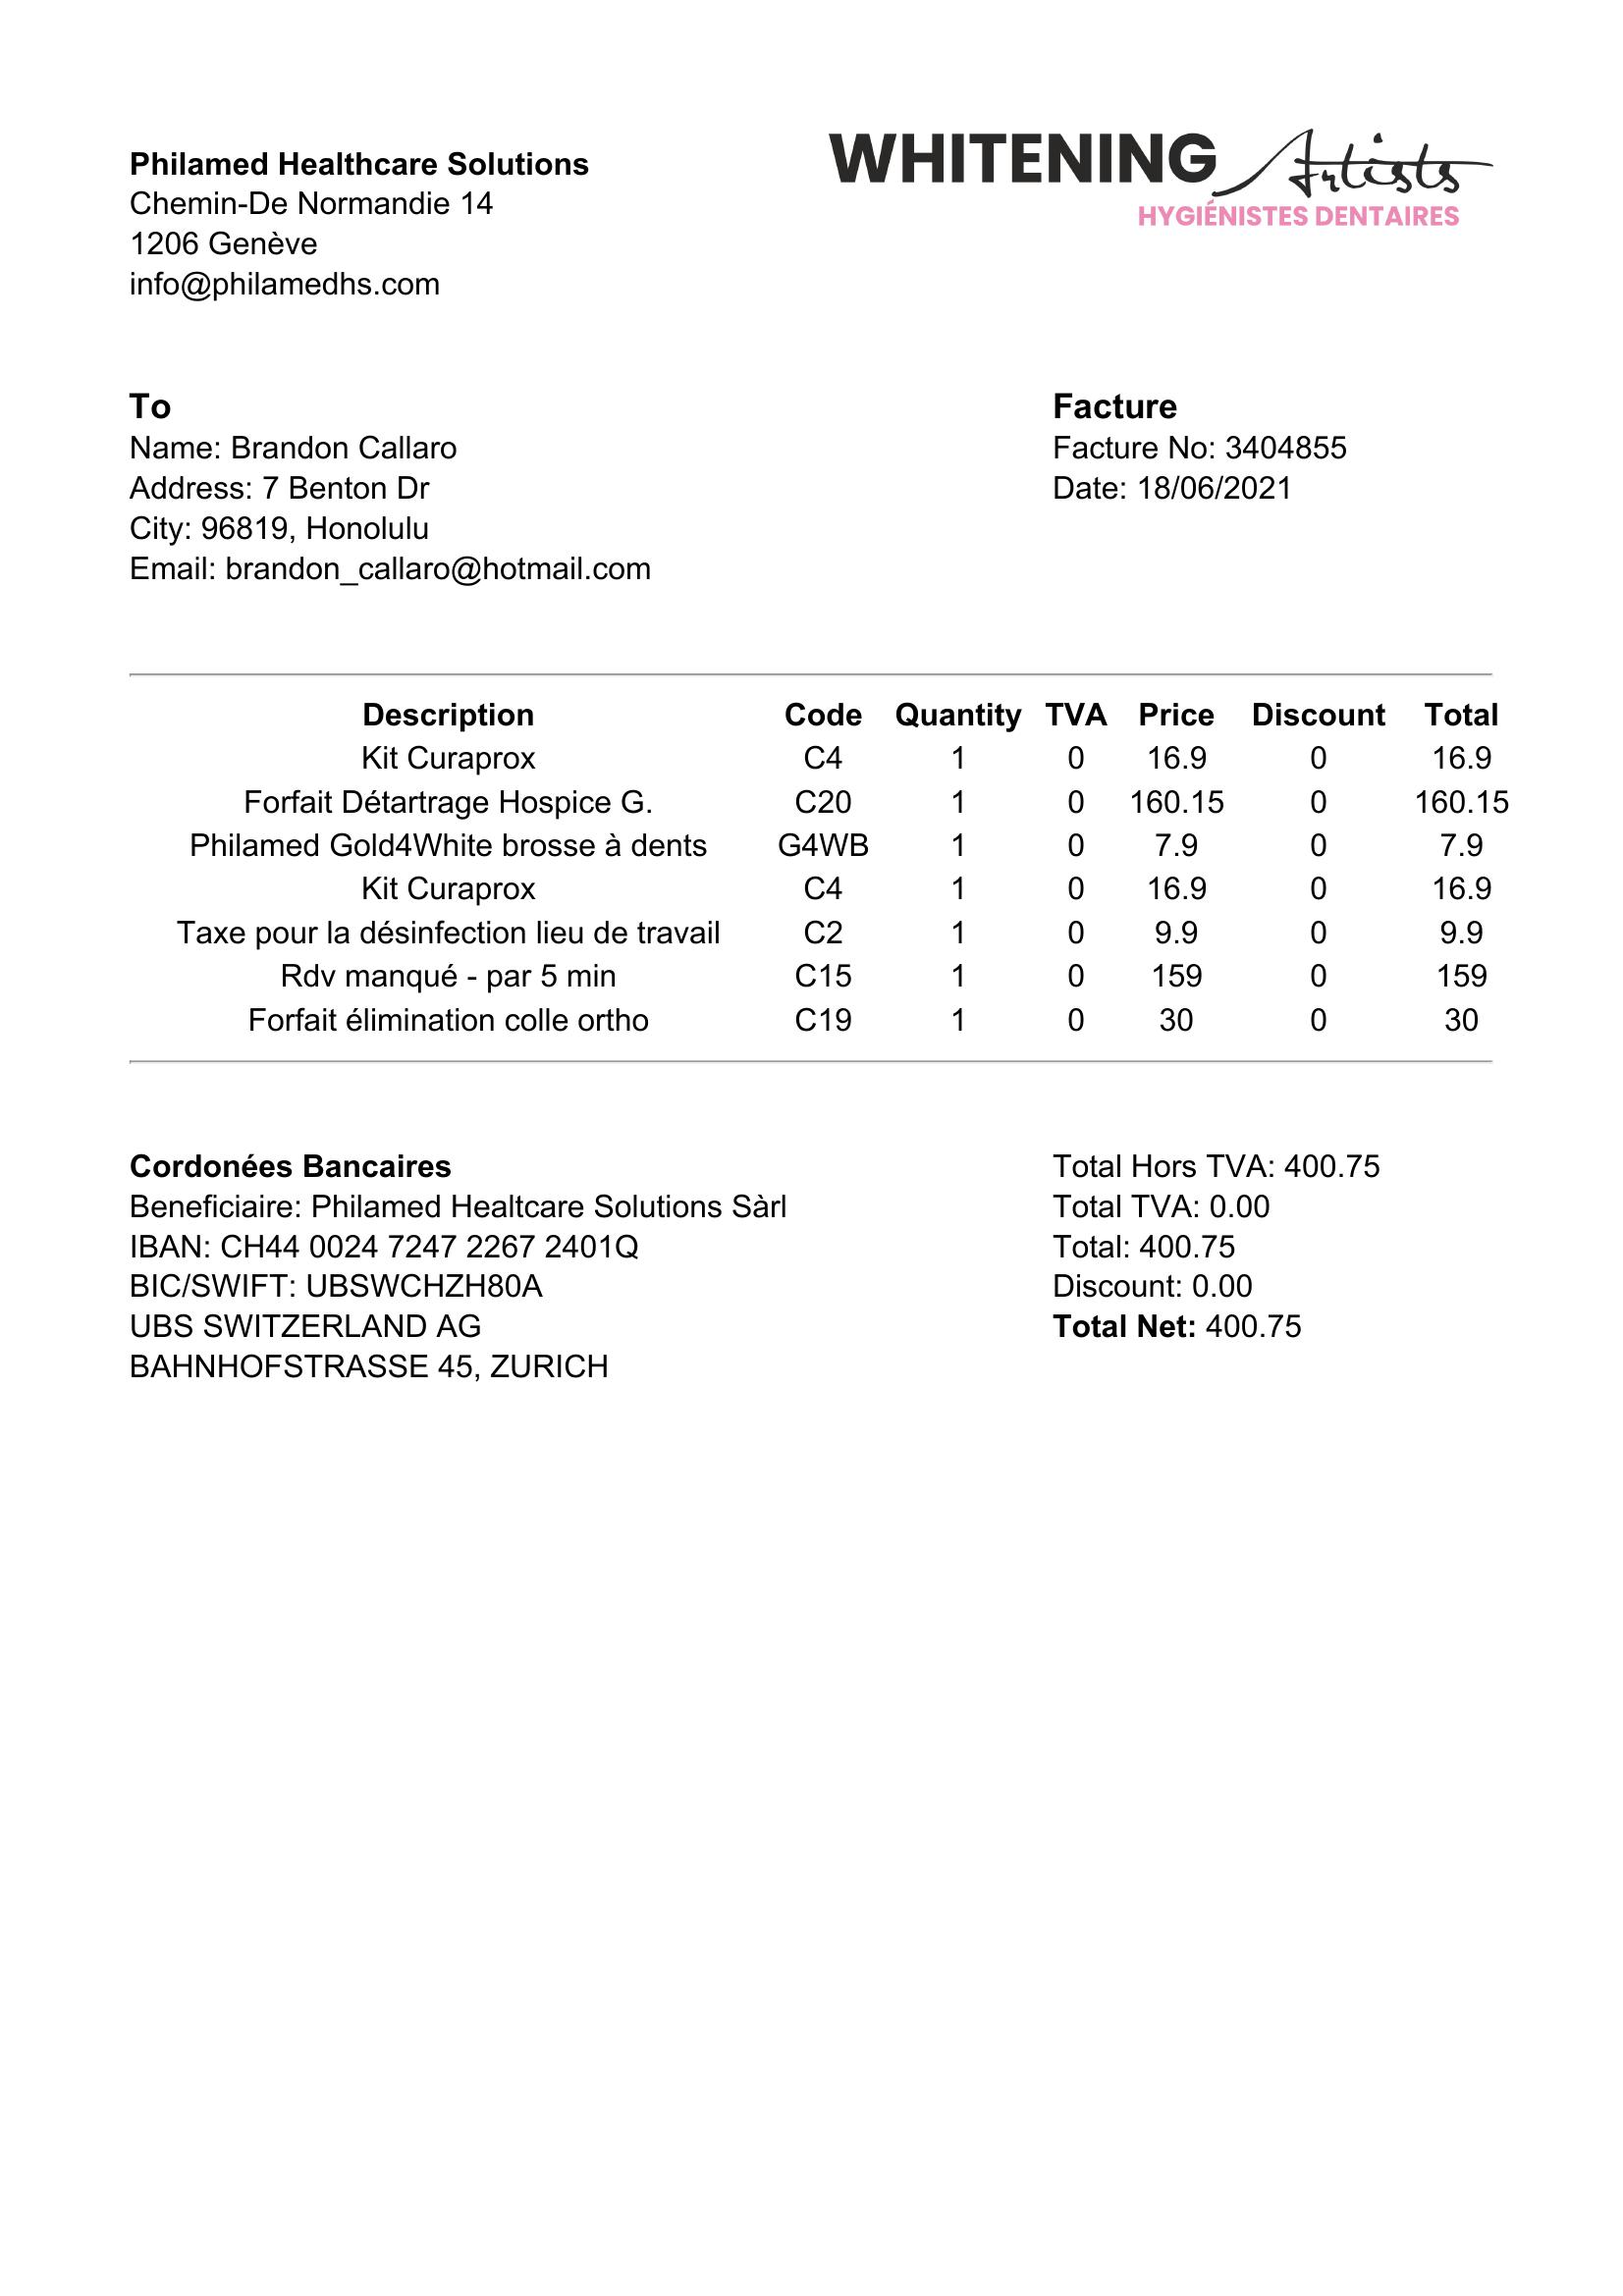 Philamed Healthcare Solutions
Chemin-De Normandie 14
1206 Genève
info@philamedhs.com
WHITENING Artists
HYGIÉNISTES DENTAIRES
To
Name: Brandon Callaro
Address: 7 Benton Dr
City: 96819, Honolulu
Email: brandon_callaro@hotmail.com
Facture
Facture No: 3404855
Date: 18/06/2021
Description Code Quantity TVA Price Discount Total
Kit Curaprox C4 1 0 16.9 0 16.9
Forfait Détartrage Hospice G. C20 1 0 160.15 0 160.15
Philamed Gold4White brosse à dents G4WB 1 0 7.9 0 7.9
Kit Curaprox C4 1 0 16.9 0 16.9
Taxe pour la désinfection lieu de travail C2 1 0 9.9 0 9.9
Rdv manqué - par 5 min C15 1 0 159 0 159
Forfait élimination colle ortho C19 1 0 30 0 30
Cordonées Bancaires
Beneficiaire: Philamed Healtcare Solutions Sàrl
IBAN: CH44 0024 7247 2267 2401Q
BIC/SWIFT: UBSWCHZH80A
UBS SWITZERLAND AG
BAHNHOFSTRASSE 45, ZURICH
Total Hors TVA: 400.75
Total TVA: 0.00
Total: 400.75
Discount: 0.00
Total Net: 400.75